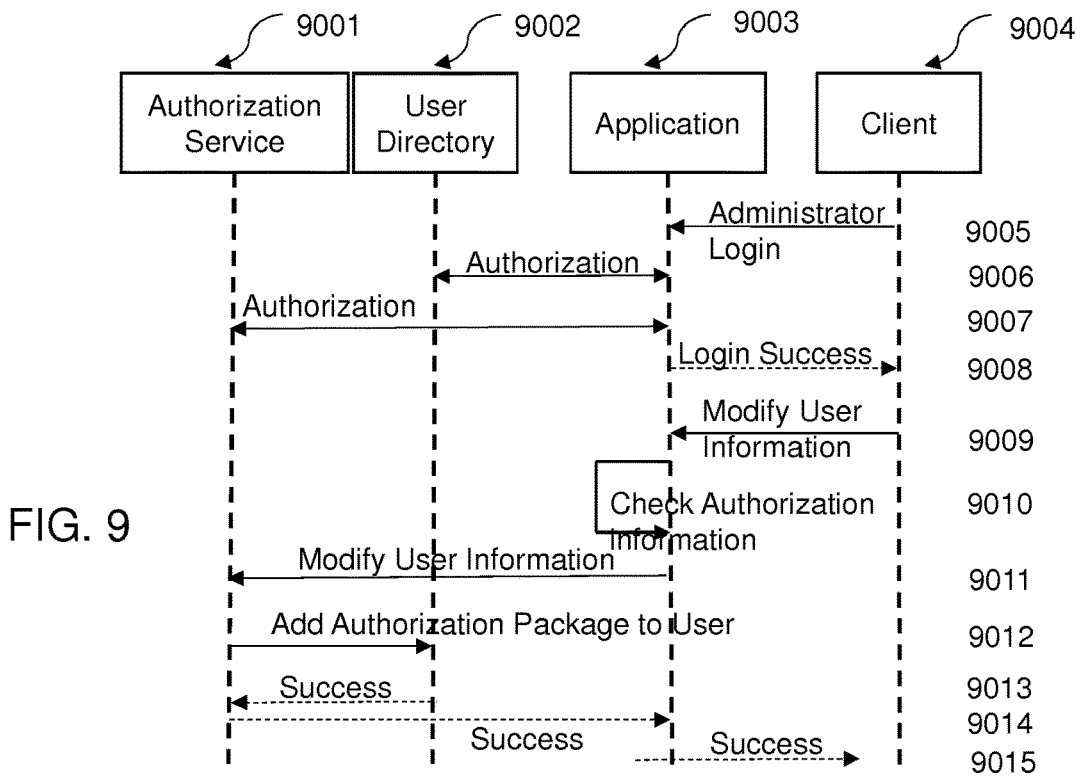 9001
9002
9003
9004
Authorization
Service
User
Directory
Application
Client
Administrator
Login
9005
Authorization
9006
Authorization
9007
Login Success
9008
Modify User
Information
9009
Check Authorization
Information
9010
FIG. 9
Modify User Information
9011
Add Authorization Package to User
9012
Success
9013
Success
9014
Success
9015